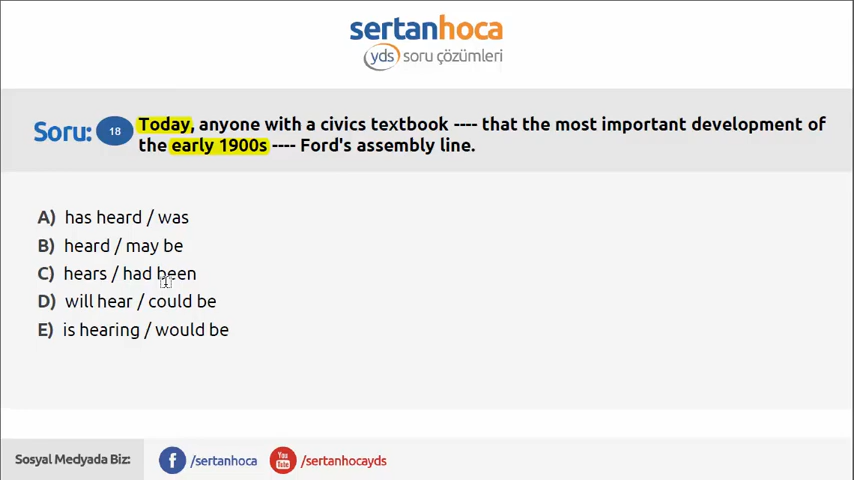 sertanhoca
yds soru çözümleri
Soru: 18 Today, anyone with a civics textbook ---- that the most important development of
the early 1900s ---- Ford's assembly line.
A) has heard / was
B) heard / may be
C) hears / had been
D) will hear / could be
E) is hearing / would be
Sosyal Medyada Biz: f /sertanhoca You Tube /sertanhocayds